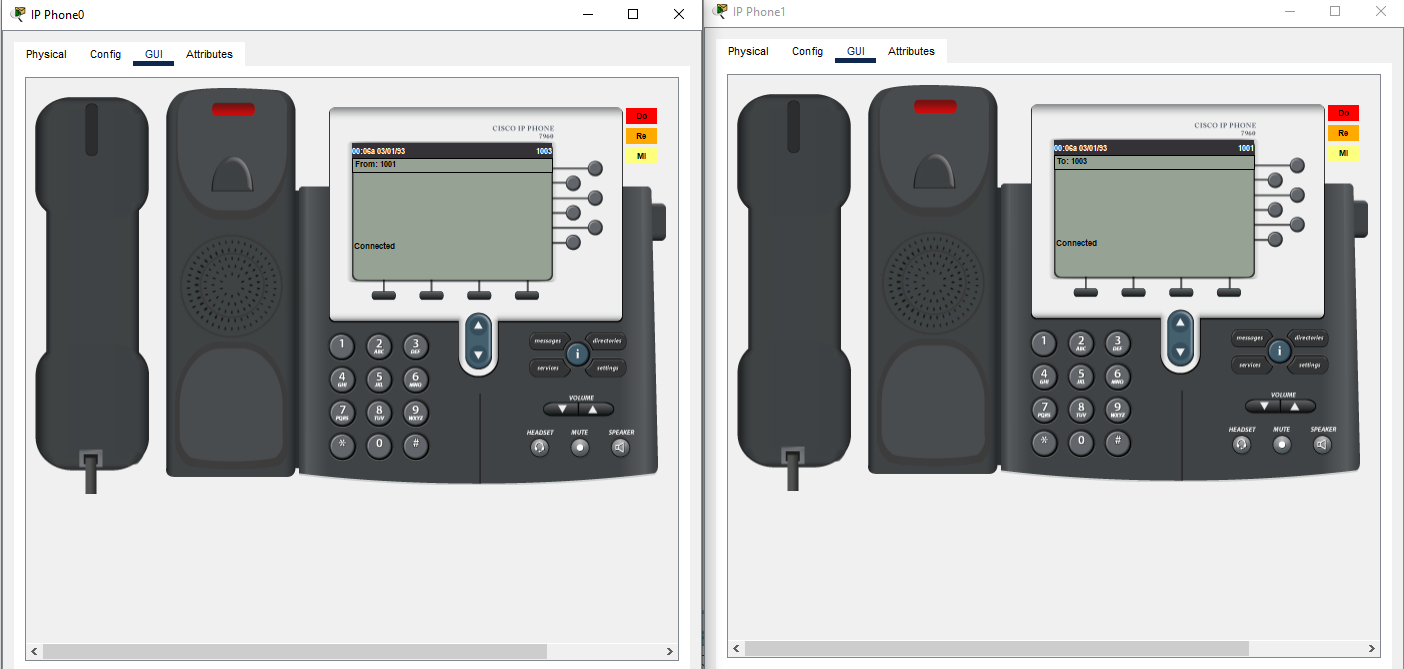 IP Phone0
Physical Config GUI Attributes
CISCO IP PHONE
7960
Do
Re
Mi
00:06a 03/01/93 1003
From: 1001
Connected
1 2 ABC 3 DEF
4 GHI 5 JKL 6 MNO
7 PQRS 8 TUV 9 WXYZ
* 0 #
messages directories
i
services settings
VOLUME
HEADSET MUTE SPEAKER
IP Phone1
Physical Config GUI Attributes
CISCO IP PHONE
7960
Do
Re
Mi
00:06a 03/01/93 1001
To: 1003
Connected
1 2 ABC 3 DEF
4 GHI 5 JKL 6 MNO
7 PQRS 8 TUV 9 WXYZ
* 0 #
messages directories
i
services settings
VOLUME
HEADSET MUTE SPEAKER